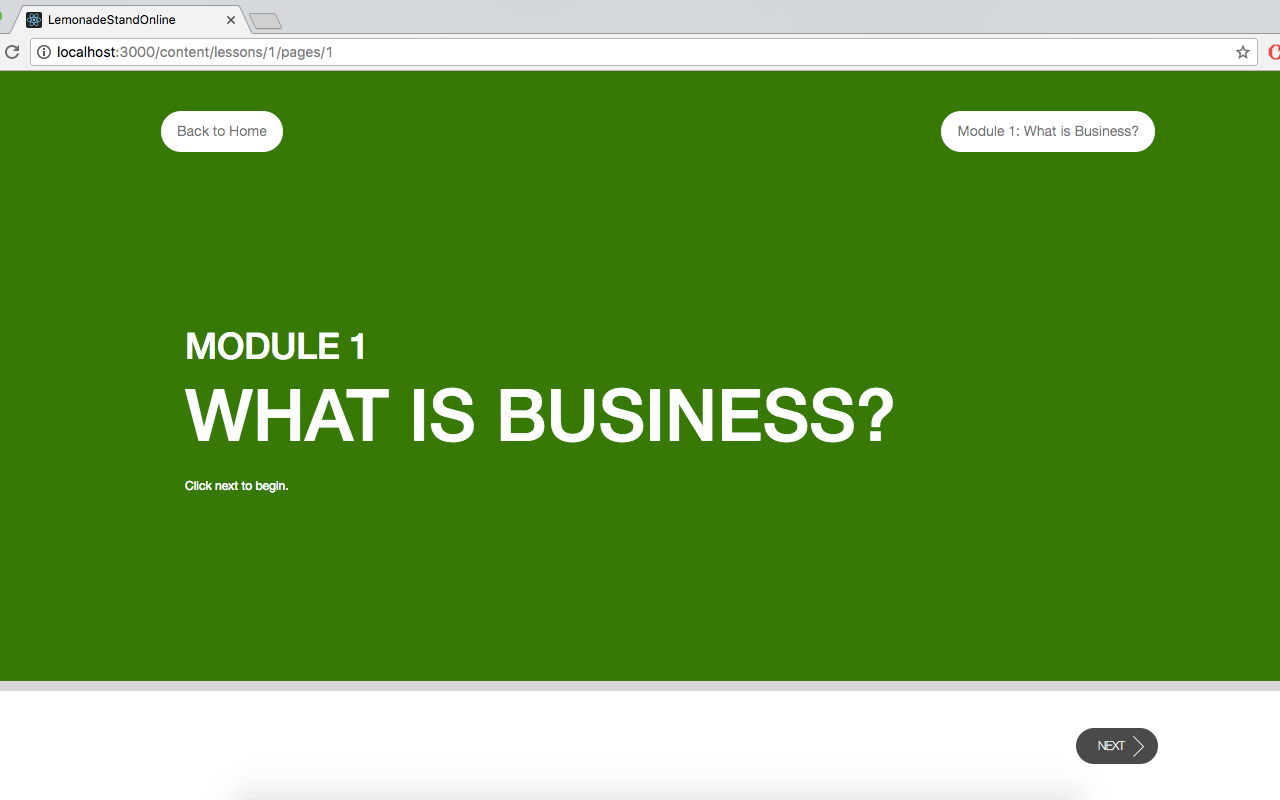 LemonadeStandOnline
localhost:3000/content/lessons/1/pages/1
Back to Home
Module 1: What is Business?
MODULE 1
WHAT IS BUSINESS?
Click next to begin.
NEXT